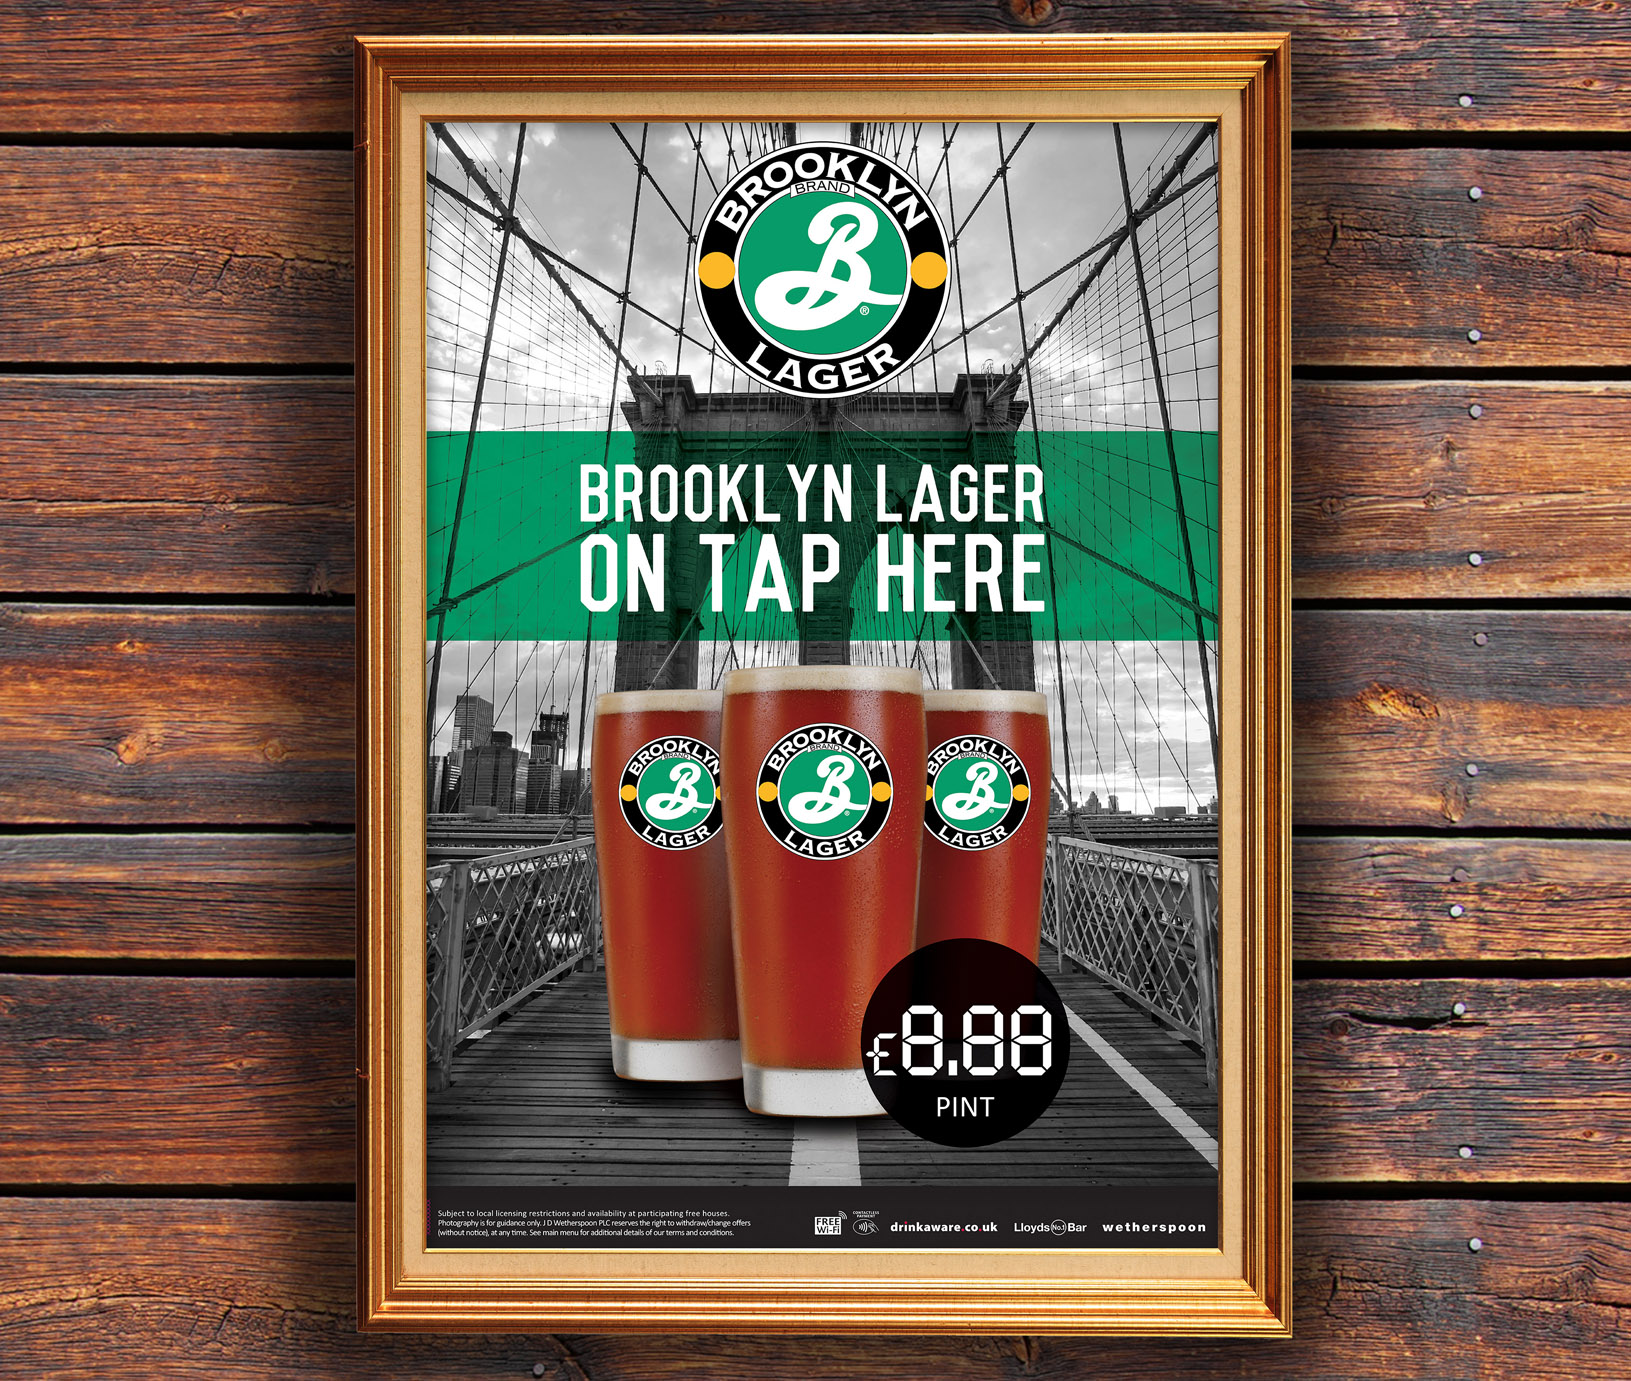 BROOKLYN
BRAND
B®
LAGER
BROOKLYN LAGER
ON TAP HERE
BROOKLYN
BRAND
B®
LAGER
BROOKLYN
BRAND
B®
LAGER
BROOKLYN
BRAND
B®
LAGER
£8.88
PINT
Subject to local licensing restrictions and availability at participating free houses.
Photography is for guidance only. J D Wetherspoon PLC reserves the right to withdraw/change offers
(without notice), at any time. See main menu for additional details of our terms and conditions.
FREE
Wi-Fi
CONTACTLESS
PAYMENT
drinkaware.co.uk
Lloyds No.1 Bar
wetherspoon